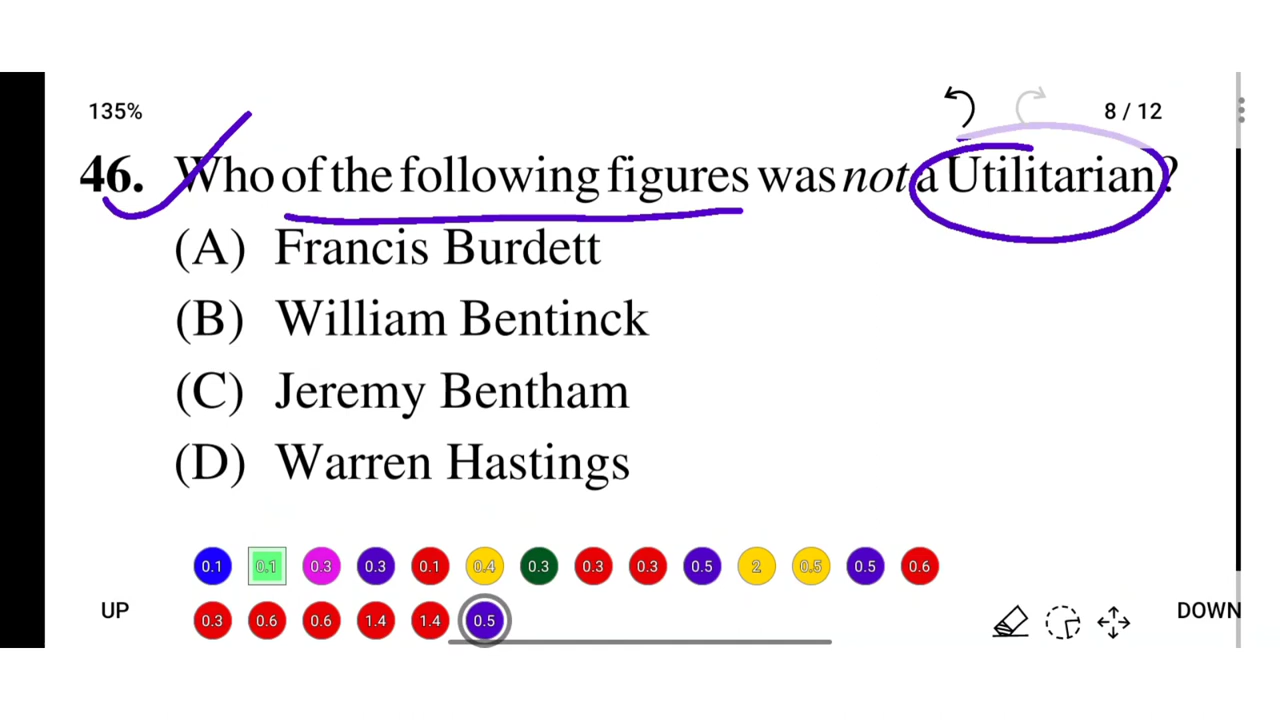 135%
8 / 12
46. Who of the following figures was not a Utilitarian?
(A) Francis Burdett
(B) William Bentinck
(C) Jeremy Bentham
(D) Warren Hastings
0.1 0.1 0.3 0.3 0.1 0.4 0.3 0.3 0.3 0.5 2 0.5 0.5 0.6
UP 0.3 0.6 0.6 1.4 1.4 0.5 DOWN